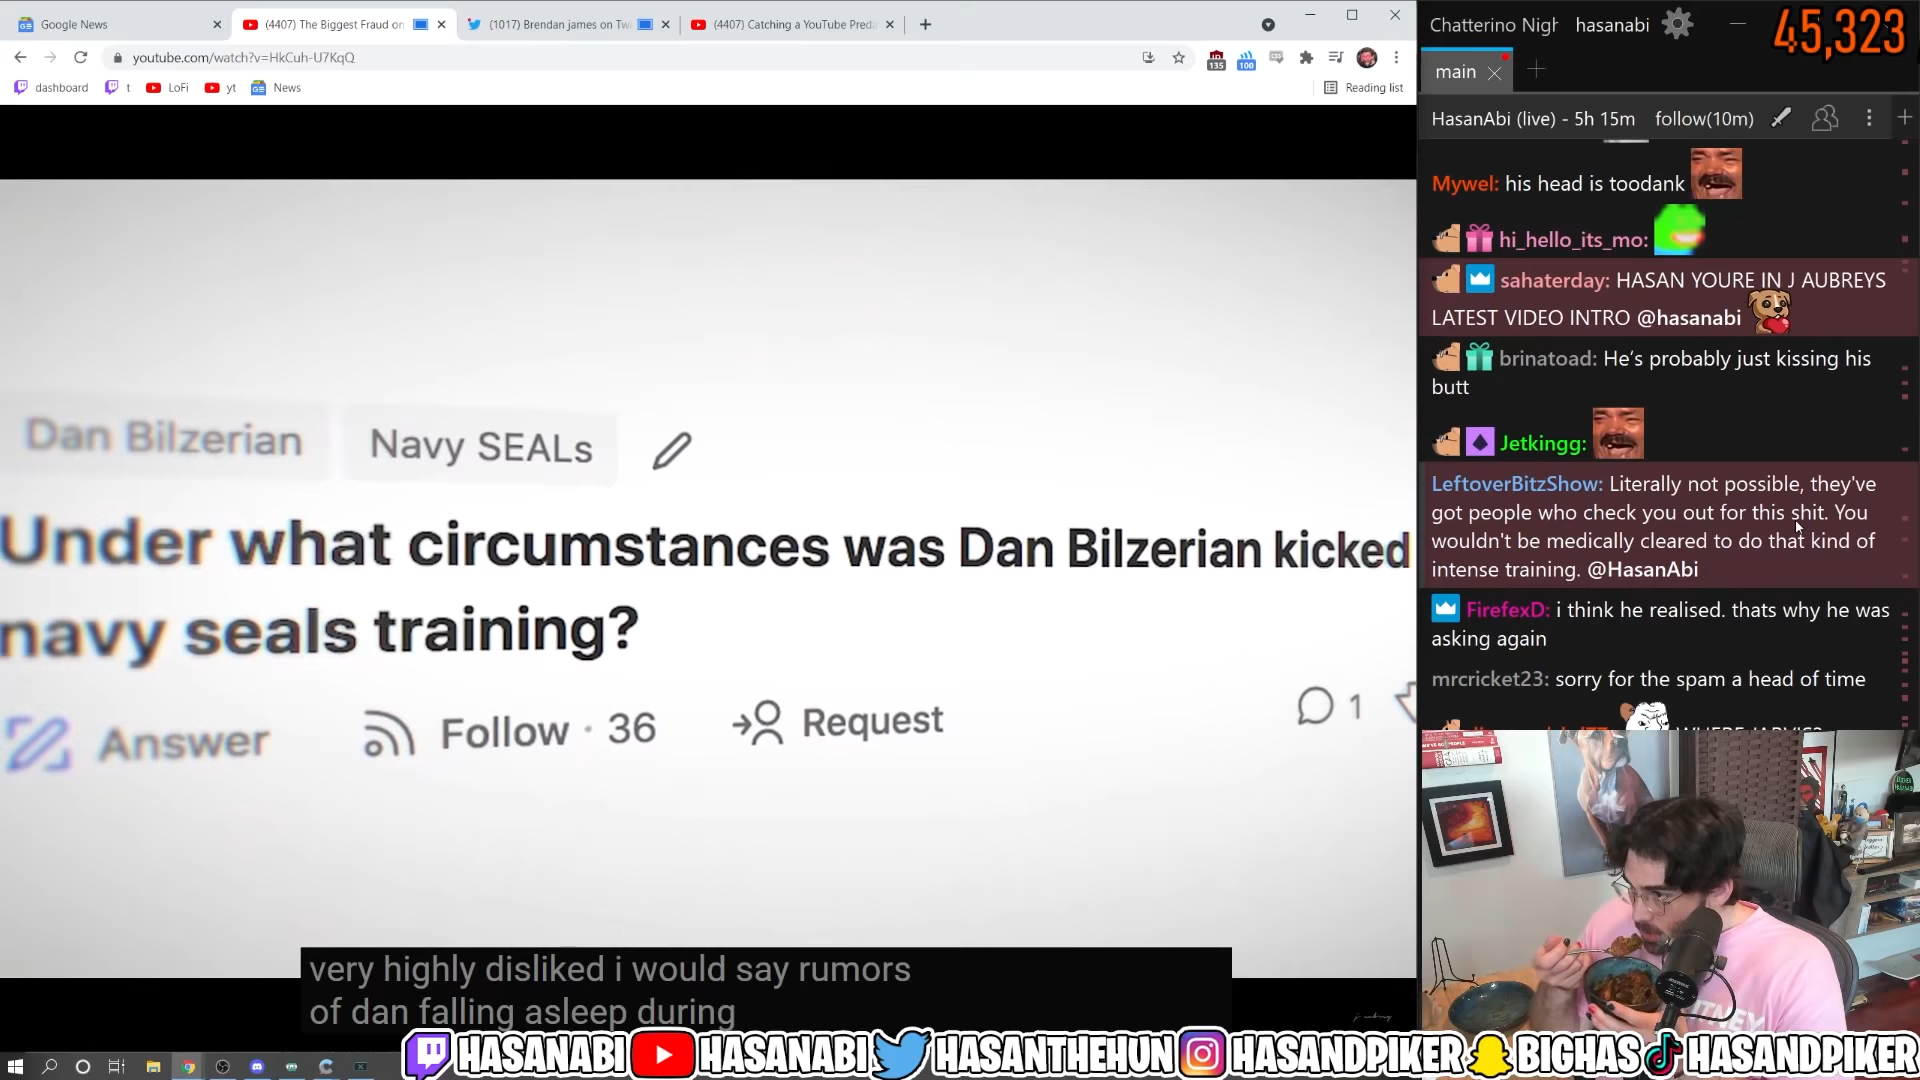 Google News
(4407) The Biggest Fraud on
(1017) Brendan james on Tw
(4407) Catching a YouTube Preda
youtube.com/watch?v=HkCuh-U7KqQ
135
100
dashboard
t
LoFi
yt
News
Reading list
Dan Bilzerian
Navy SEALs
Under what circumstances was Dan Bilzerian kicked
navy seals training?
Answer
Follow · 36
Request
1
very highly disliked i would say rumors
of dan falling asleep during
Chatterino Nigh
hasanabi
45,323
main
HasanAbi (live) - 5h 15m
follow(10m)
Mywel: his head is toodank
hi_hello_its_mo:
sahaterday: HASAN YOURE IN J AUBREYS
LATEST VIDEO INTRO @hasanabi
brinatoad: He's probably just kissing his
butt
Jetkingg:
LeftoverBitzShow: Literally not possible, they've
got people who check you out for this shit. You
wouldn't be medically cleared to do that kind of
intense training. @HasanAbi
FirefexD: i think he realised. thats why he was
asking again
mrcricket23: sorry for the spam a head of time
HASANABI
HASANABI
HASANTHEHUN
HASANDPIKER
BIGHAS
HASANDPIKER